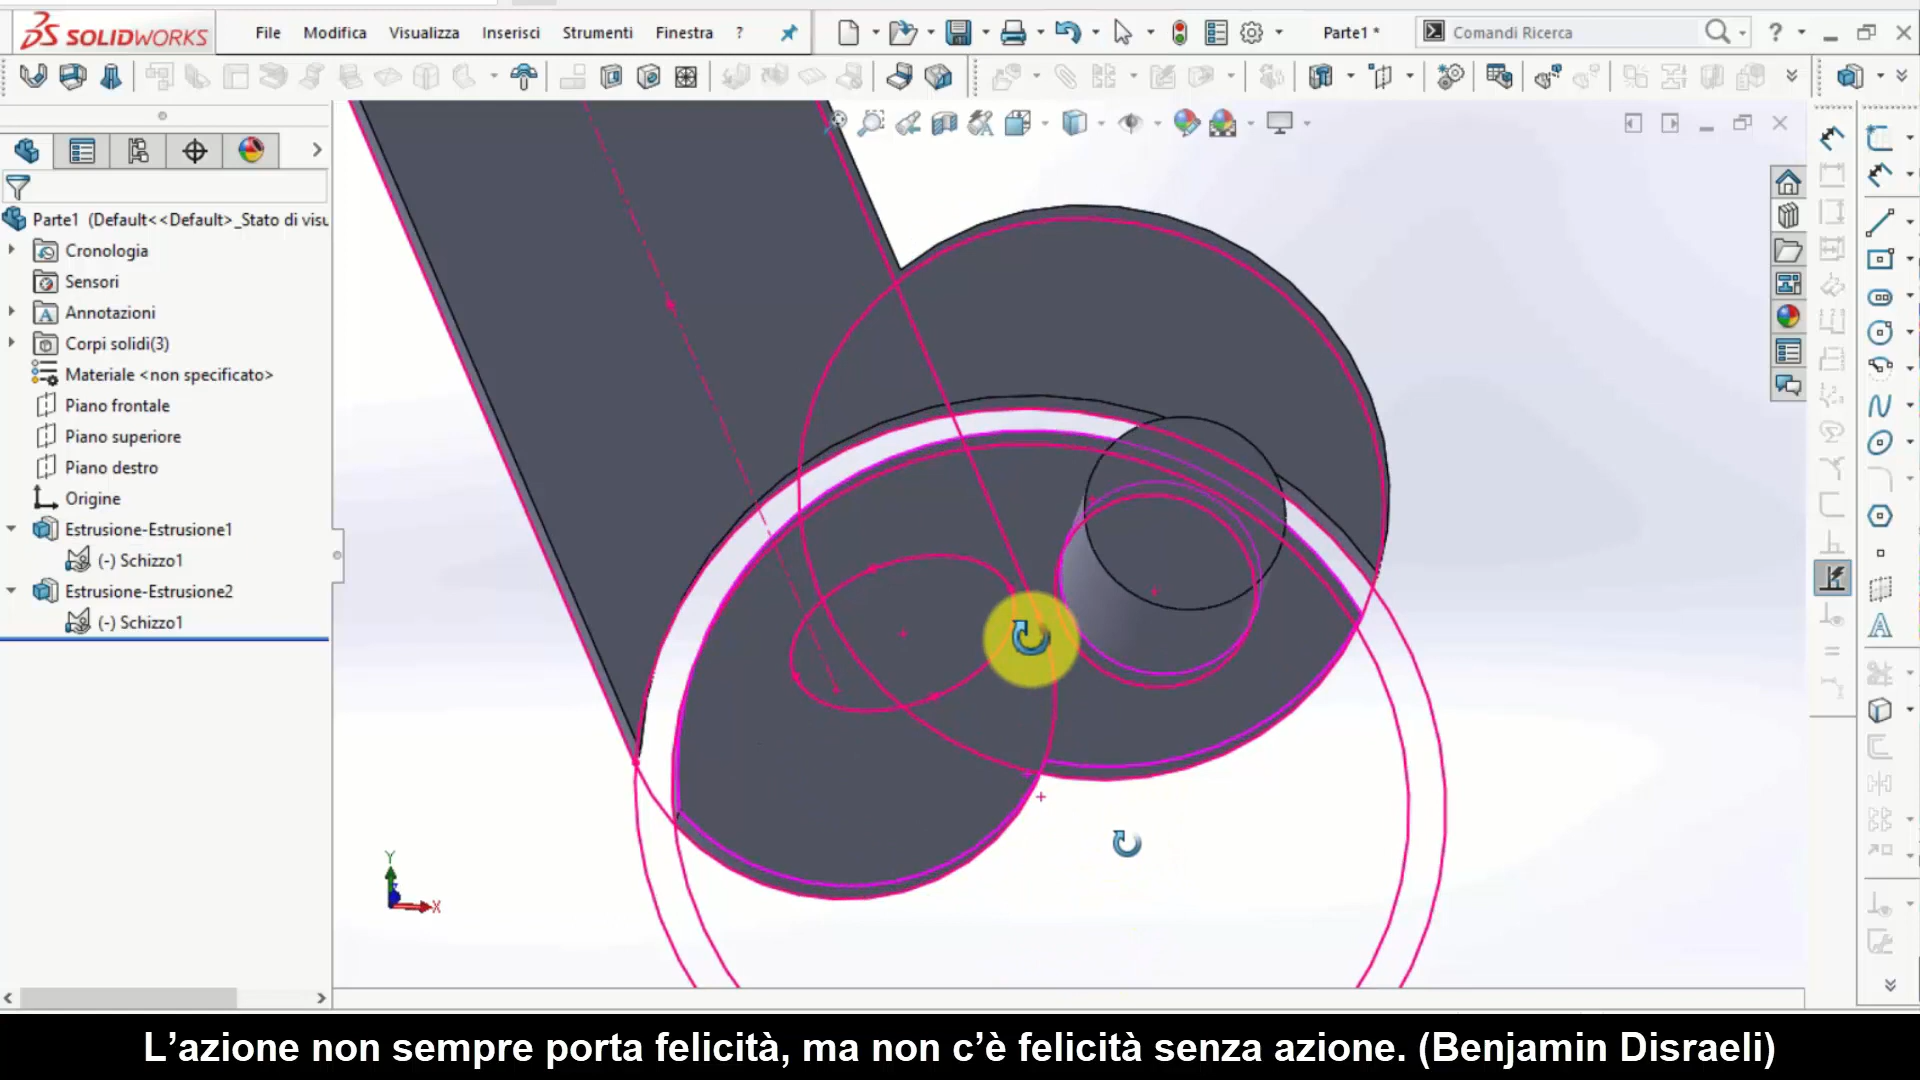 SOLIDWORKS
File Modifica Visualizza Inserisci Strumenti Finestra ?
Parte1 *
Comandi Ricerca
?
Parte1 (Default<<Default>_Stato di visu
Cronologia
Sensori
Annotazioni
Corpi solidi(3)
Materiale <non specificato>
Piano frontale
Piano superiore
Piano destro
Origine
Estrusione-Estrusione1
(-) Schizzo1
Estrusione-Estrusione2
(-) Schizzo1
Y
X
L’azione non sempre porta felicità, ma non c’è felicità senza azione. (Benjamin Disraeli)